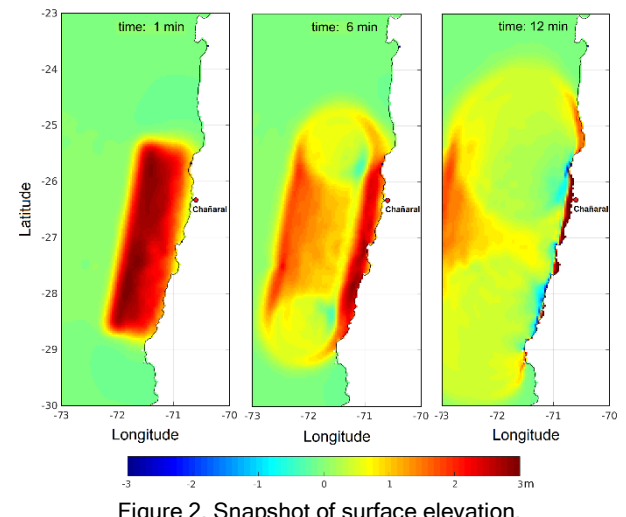 time: 1 min
time: 6 min
time: 12 min
-23
-24
-25
-26
-27
-28
-29
-30
Latitude
Chañaral
Chañaral
Chañaral
-73 -72 -71 -70
-73 -72 -71 -70
-73 -72 -71 -70
Longitude
Longitude
Longitude
-3 -2 -1 0 1 2 3m
Figure 2. Snapshot of surface elevation.